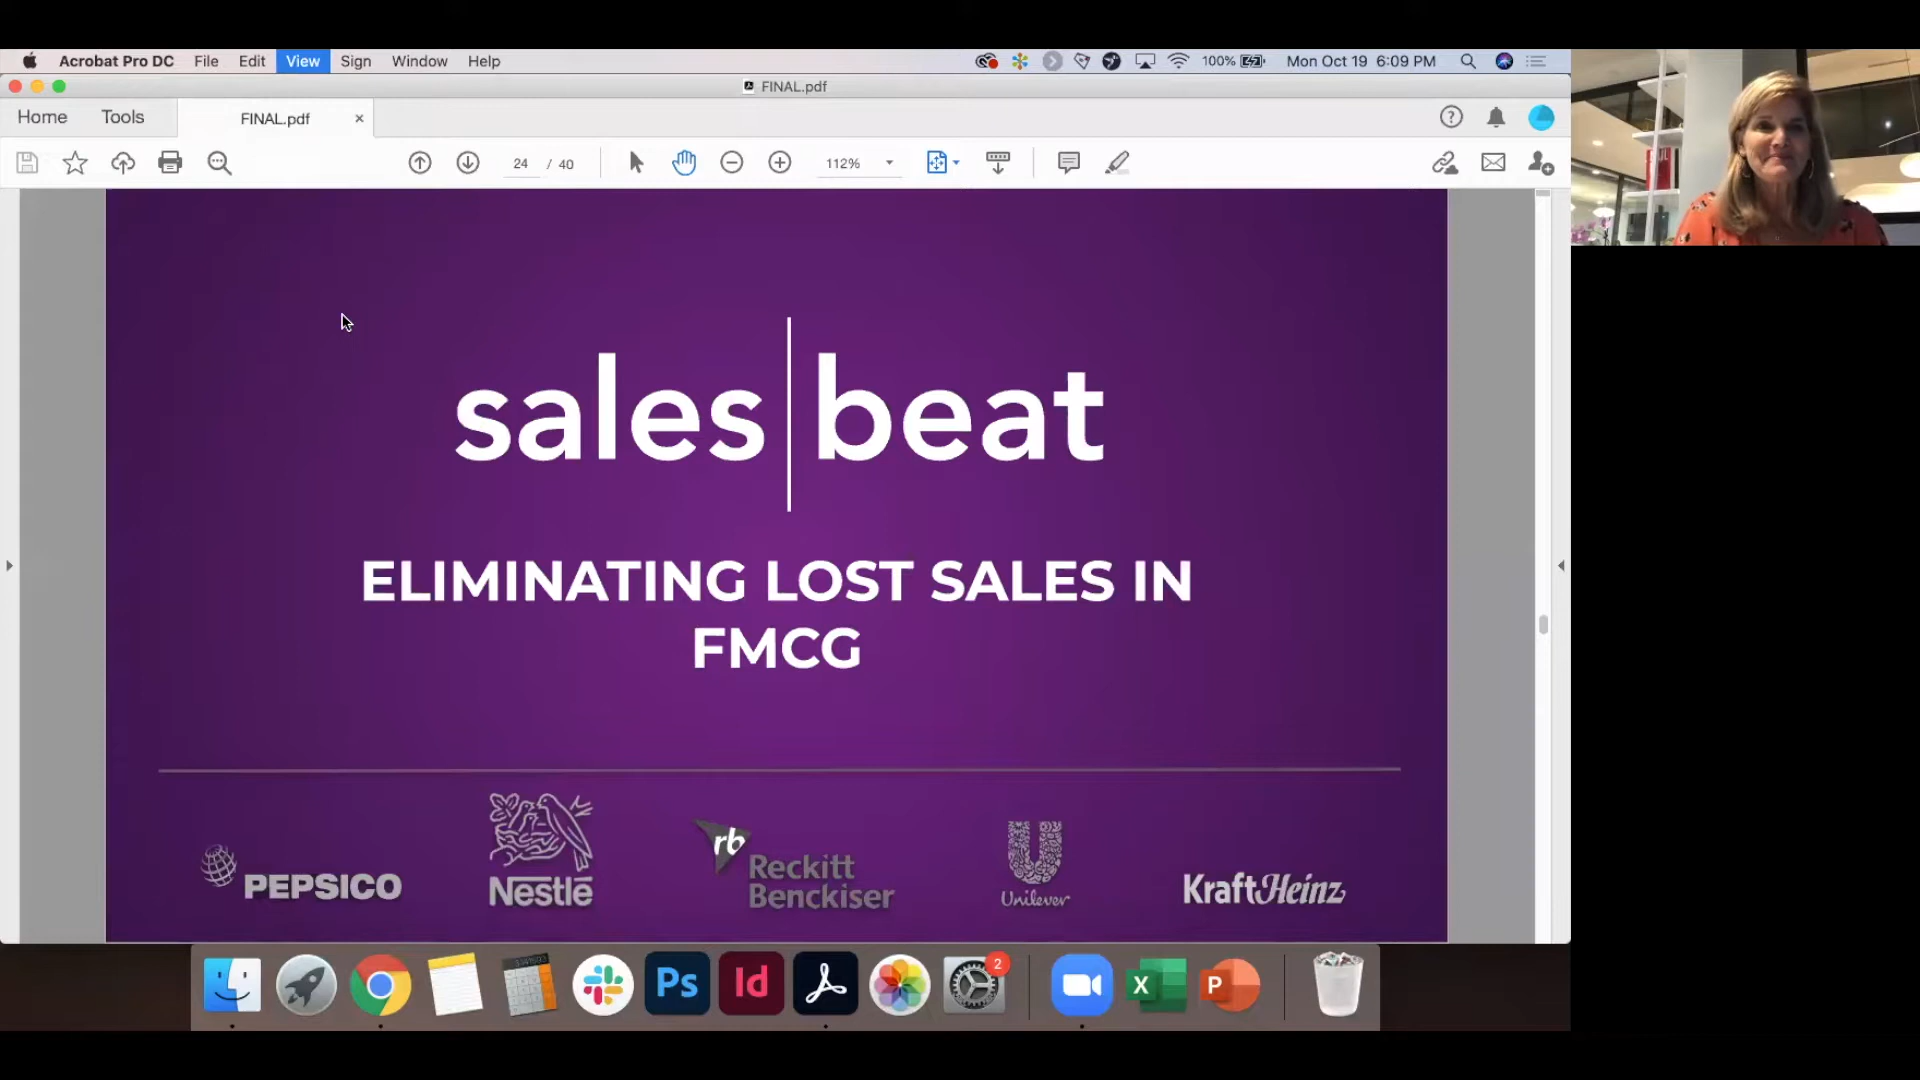 Acrobat Pro DC File Edit View Sign Window Help 100% Mon Oct 19 6:09 PM
FINAL.pdf
Home Tools FINAL.pdf
24 / 40 112%
sales beat
ELIMINATING LOST SALES IN
FMCG
PEPSICO
Nestlé
rb
Reckitt
Benckiser
Unilever
KraftHeinz
Ps Id 2 X P